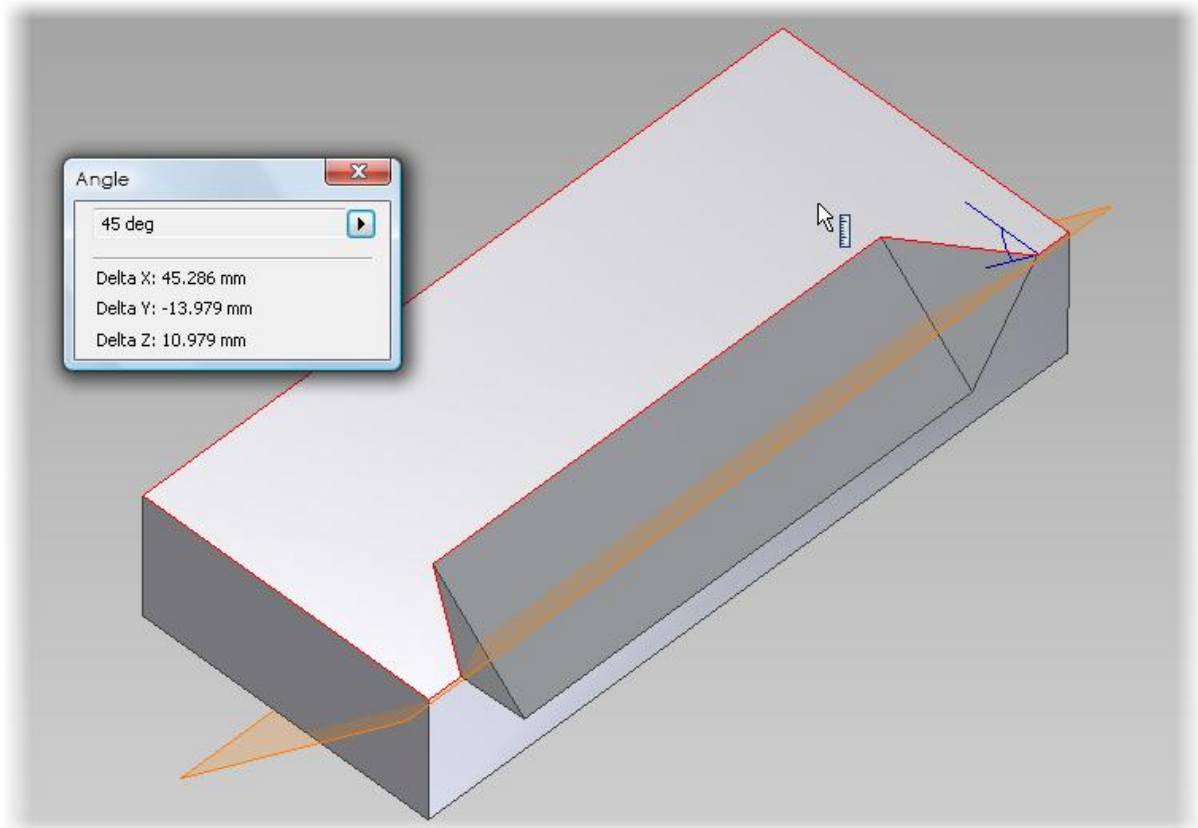 Angle
45 deg
Delta X: 45.286 mm
Delta Y: -13.979 mm
Delta Z: 10.979 mm